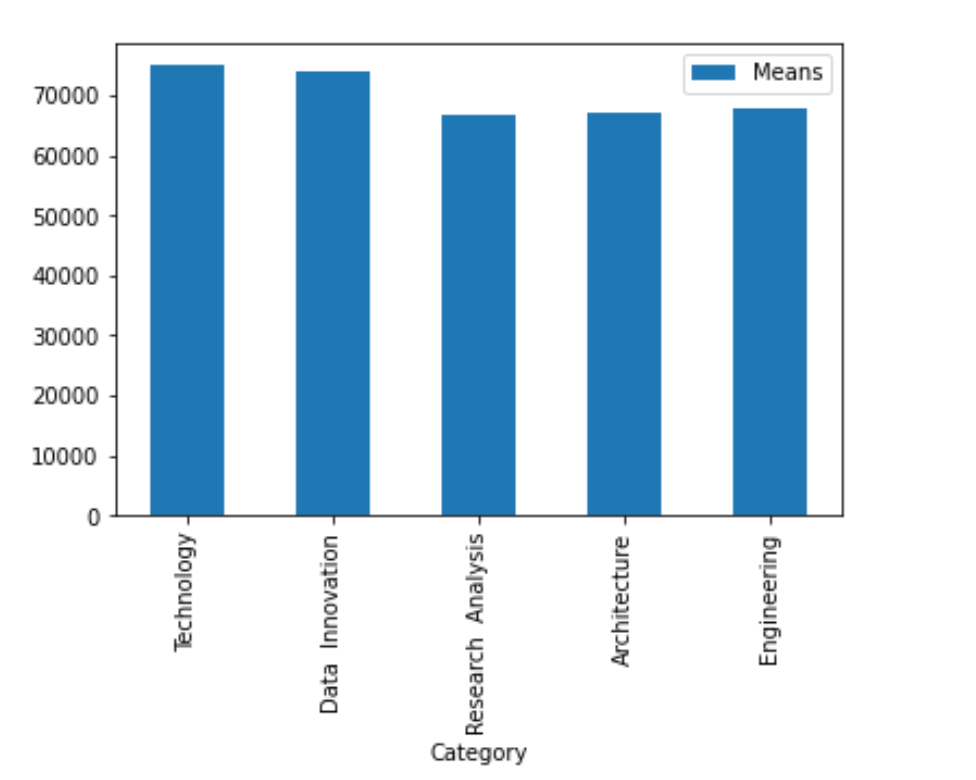 Means
70000
60000
50000
40000
30000
20000
10000
0
Technology
Data Innovation
Research Analysis
Architecture
Engineering
Category